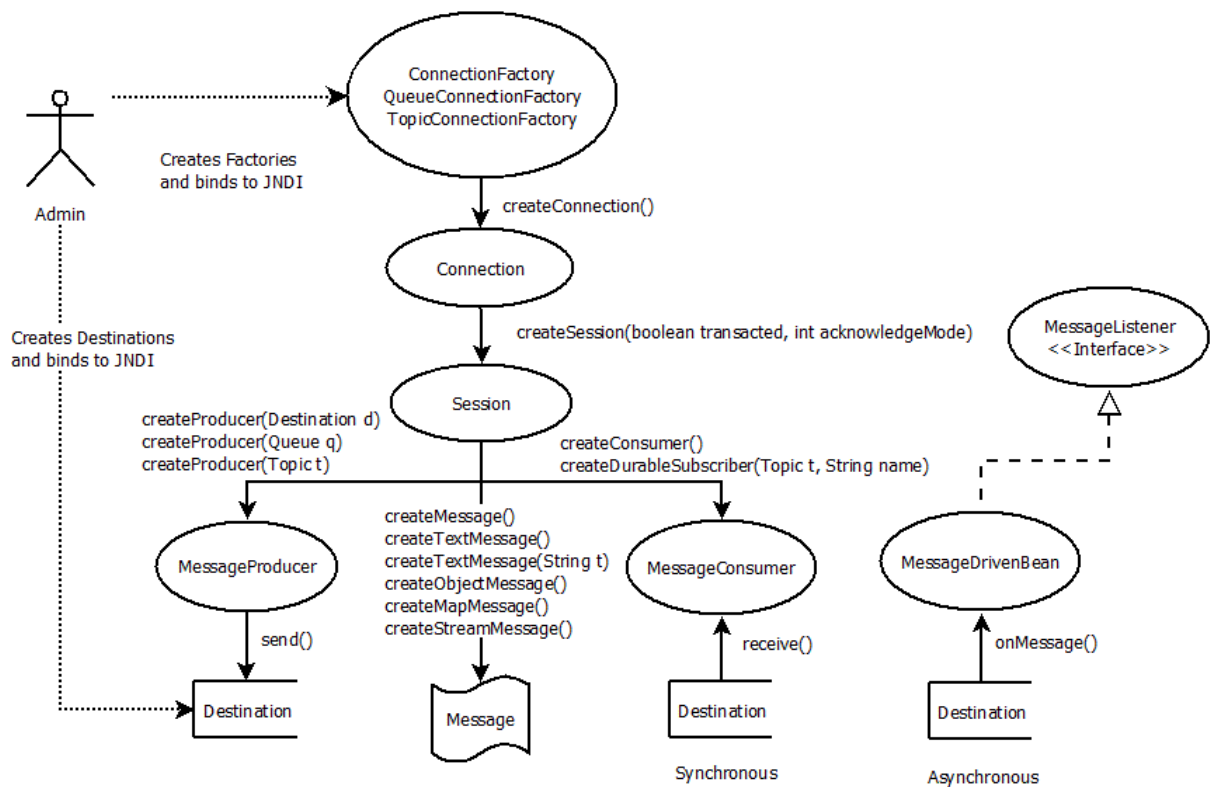 ConnectionFactory
QueueConnectionFactory
TopicConnectionFactory
Creates Factories
and binds to JNDI
Admin
createConnection()
Connection
Creates Destinations
and binds to JNDI
createSession(boolean transacted, int acknowledgeMode)
MessageListener
<<Interface>>
Session
createProducer(Destination d)
createProducer(Queue q)
createProducer(Topic t)
createConsumer()
createDurableSubscriber(Topic t, String name)
createMessage()
createTextMessage()
createTextMessage(String t)
createObjectMessage()
createMapMessage()
createStreamMessage()
MessageProducer
MessageConsumer
MessageDrivenBean
send()
receive()
onMessage()
Destination
Message
Destination
Destination
Synchronous
Asynchronous